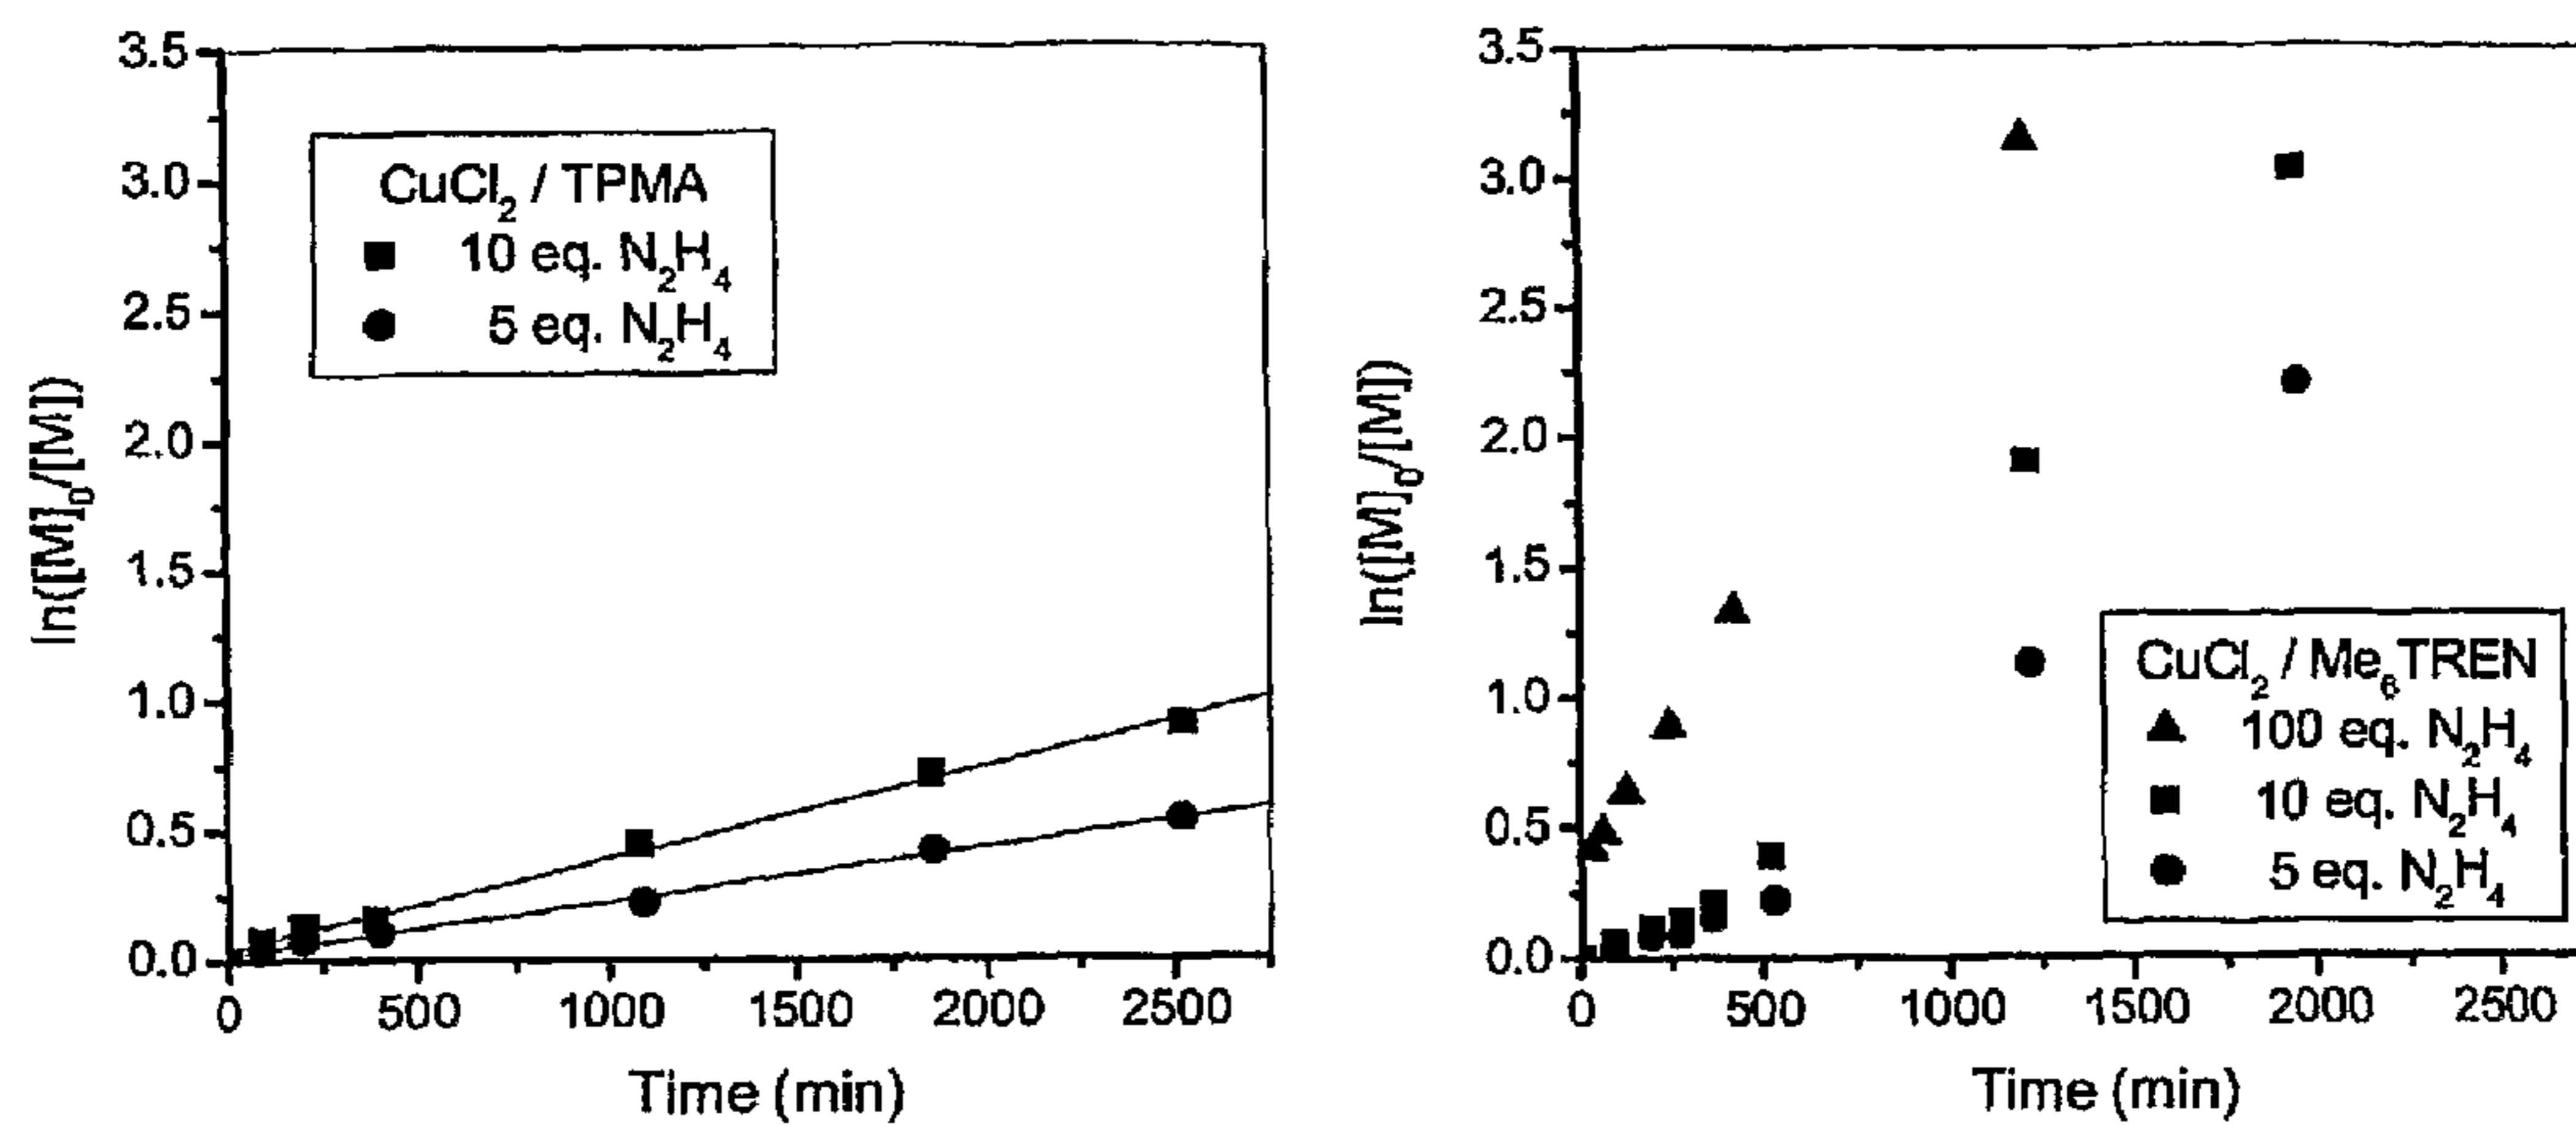 3.5
3.0
2.5
2.0
1.5
1.0
0.5
0.0
ln([M]₀/[M])
CuCl₂ / TPMA
10 eq. N₂H₄
5 eq. N₂H₄
0 500 1000 1500 2000 2500
Time (min)
3.5
3.0
2.5
2.0
1.5
1.0
0.5
0.0
ln([M]₀/[M])
CuCl₂ / Me₆TREN
100 eq. N₂H₄
10 eq. N₂H₄
5 eq. N₂H₄
0 500 1000 1500 2000 2500
Time (min)